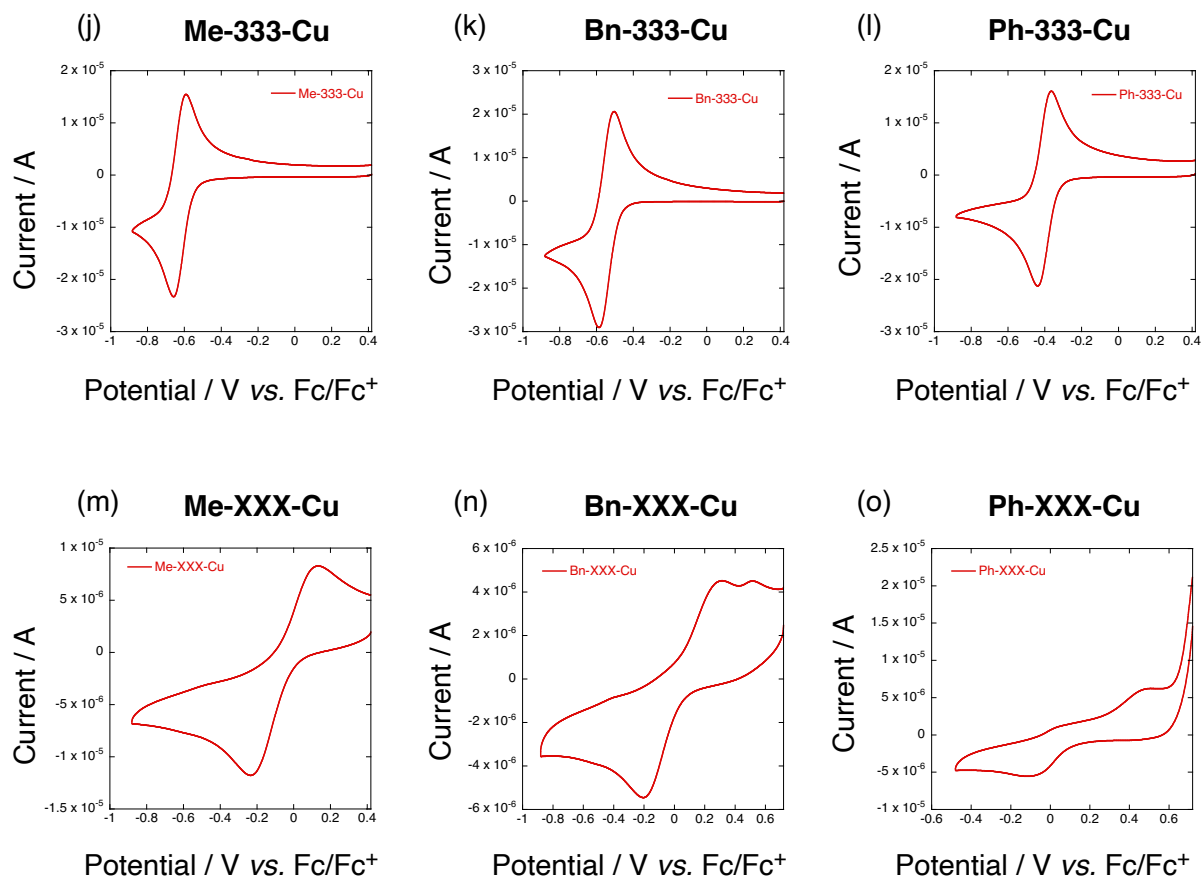 (j) Me-333-Cu
2 x 10⁻⁵
1 x 10⁻⁵
0
-1 x 10⁻⁵
-2 x 10⁻⁵
-3 x 10⁻⁵
Me-333-Cu
Current / A
-1 -0.8 -0.6 -0.4 -0.2 0 0.2 0.4
Potential / V vs. Fc/Fc⁺
(k) Bn-333-Cu
3 x 10⁻⁵
2 x 10⁻⁵
1 x 10⁻⁵
0
-1 x 10⁻⁵
-2 x 10⁻⁵
-3 x 10⁻⁵
Bn-333-Cu
Current / A
-1 -0.8 -0.6 -0.4 -0.2 0 0.2 0.4
Potential / V vs. Fc/Fc⁺
(l) Ph-333-Cu
2 x 10⁻⁵
1 x 10⁻⁵
0
-1 x 10⁻⁵
-2 x 10⁻⁵
-3 x 10⁻⁵
Ph-333-Cu
Current / A
-1 -0.8 -0.6 -0.4 -0.2 0 0.2 0.4
Potential / V vs. Fc/Fc⁺
(m) Me-XXX-Cu
1 x 10⁻⁵
5 x 10⁻⁶
0
-5 x 10⁻⁶
-1 x 10⁻⁵
-1.5 x 10⁻⁵
Me-XXX-Cu
Current / A
-1 -0.8 -0.6 -0.4 -0.2 0 0.2 0.4
Potential / V vs. Fc/Fc⁺
(n) Bn-XXX-Cu
6 x 10⁻⁶
4 x 10⁻⁶
2 x 10⁻⁶
0
-2 x 10⁻⁶
-4 x 10⁻⁶
-6 x 10⁻⁶
Bn-XXX-Cu
Current / A
-1 -0.8 -0.6 -0.4 -0.2 0 0.2 0.4 0.6
Potential / V vs. Fc/Fc⁺
(o) Ph-XXX-Cu
2.5 x 10⁻⁵
2 x 10⁻⁵
1.5 x 10⁻⁵
1 x 10⁻⁵
5 x 10⁻⁶
0
-5 x 10⁻⁶
-1 x 10⁻⁵
Ph-XXX-Cu
Current / A
-0.6 -0.4 -0.2 0 0.2 0.4 0.6
Potential / V vs. Fc/Fc⁺